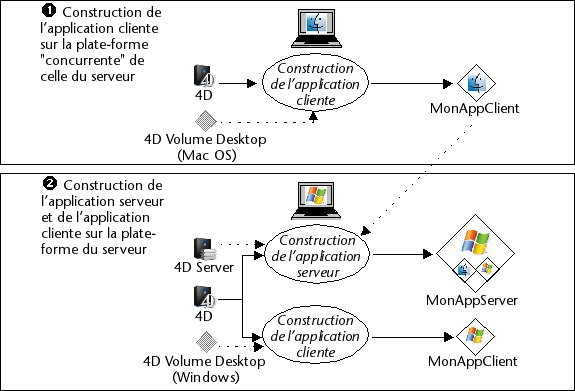 ❶ Construction de
l'application cliente
sur la plate-forme
"concurrente" de
celle du serveur
Construction
de l'application
cliente
4D
MonAppClient
4D Volume Desktop
(Mac OS)
❷ Construction de
l'application serveur
et de l'application
cliente sur la plate-
forme du serveur
Construction
de l'application
serveur
4D Server
MonAppServer
4D
Construction
de l'application
cliente
4D Volume Desktop
(Windows)
MonAppClient